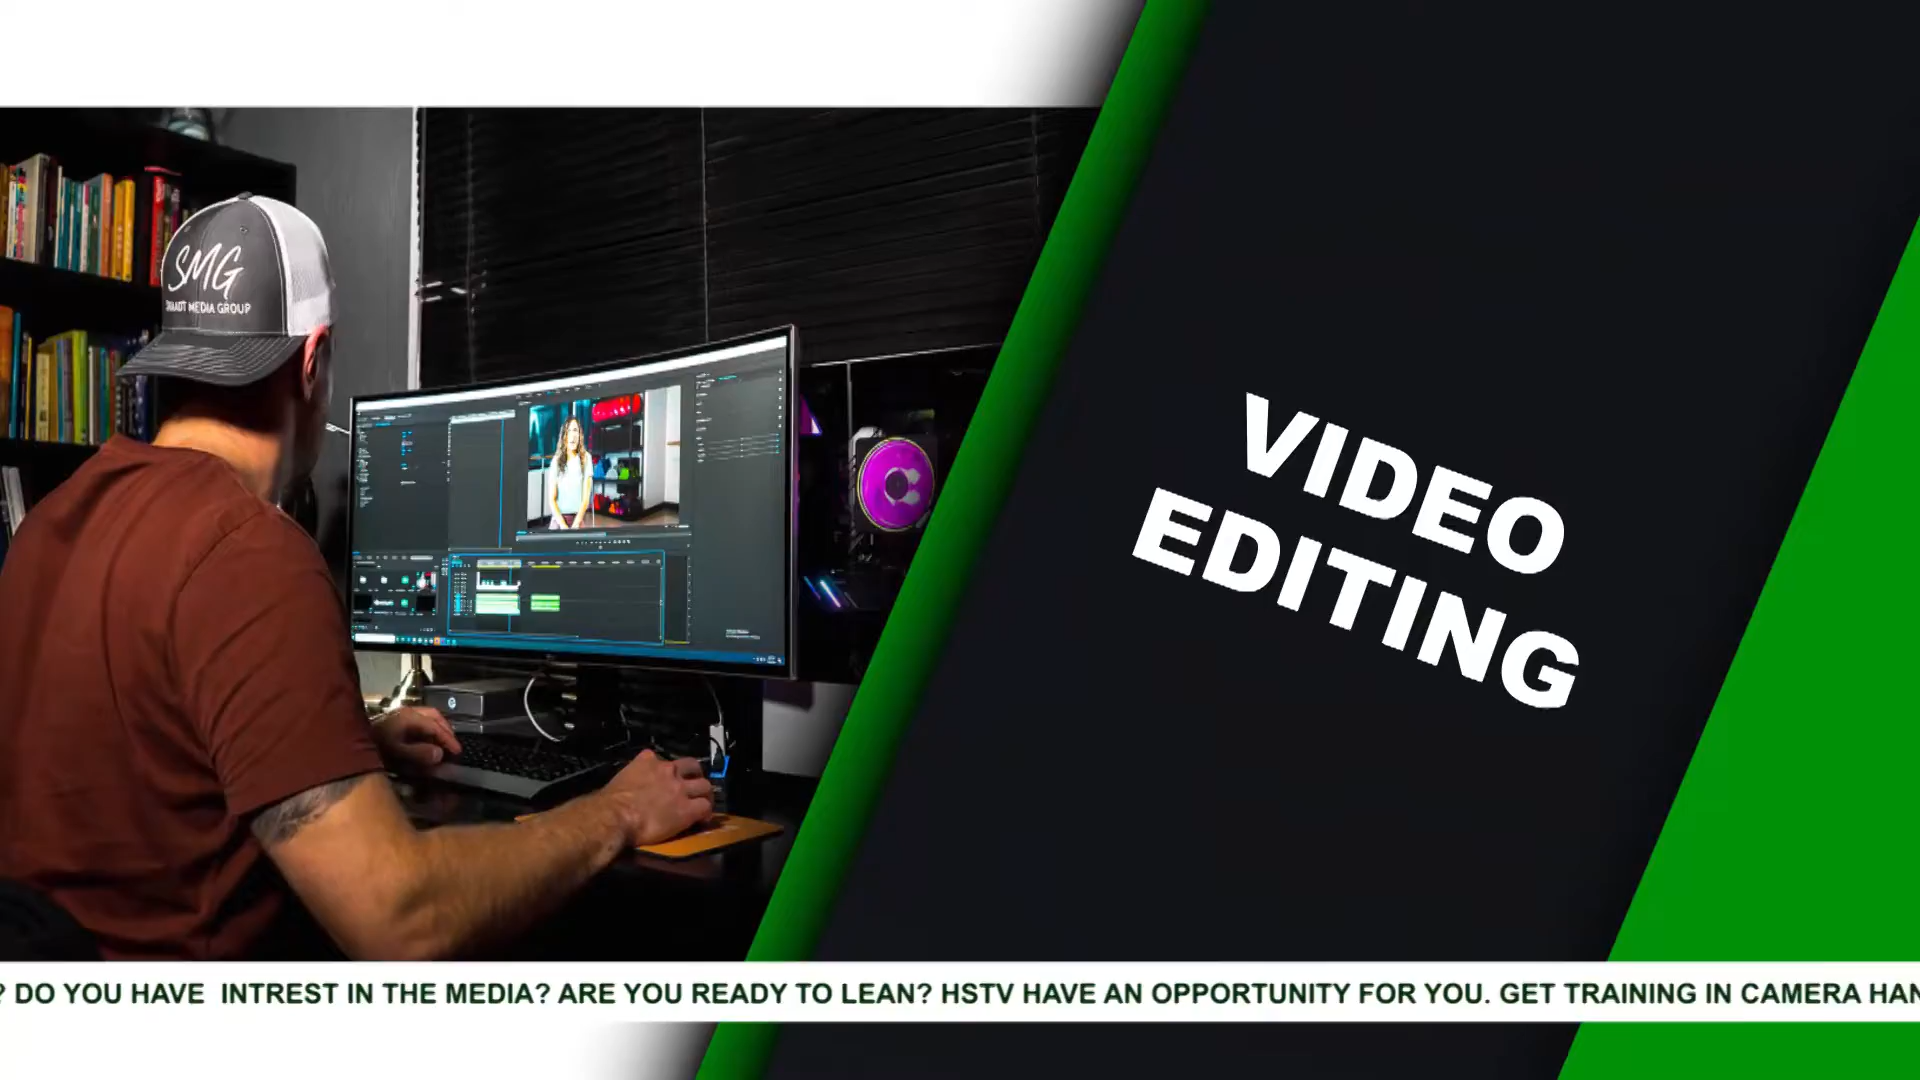 SMG
MEDIA GROUP
VIDEO
EDITING
? DO YOU HAVE  INTREST IN THE MEDIA? ARE YOU READY TO LEAN? HSTV HAVE AN OPPORTUNITY FOR YOU. GET TRAINING IN CAMERA HAN